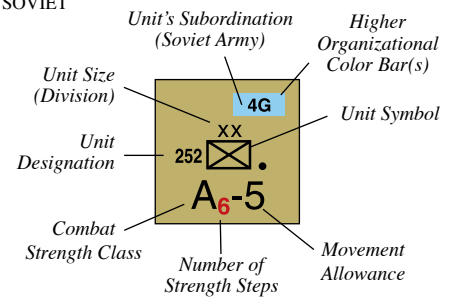 SOVIET
Unit's Subordination
(Soviet Army)
Higher
Organizational
Color Bar(s)
Unit Size
(Division)
4G
Unit Symbol
XX
Unit
Designation
252
A6-5
Combat
Strength Class
Number of
Strength Steps
Movement
Allowance